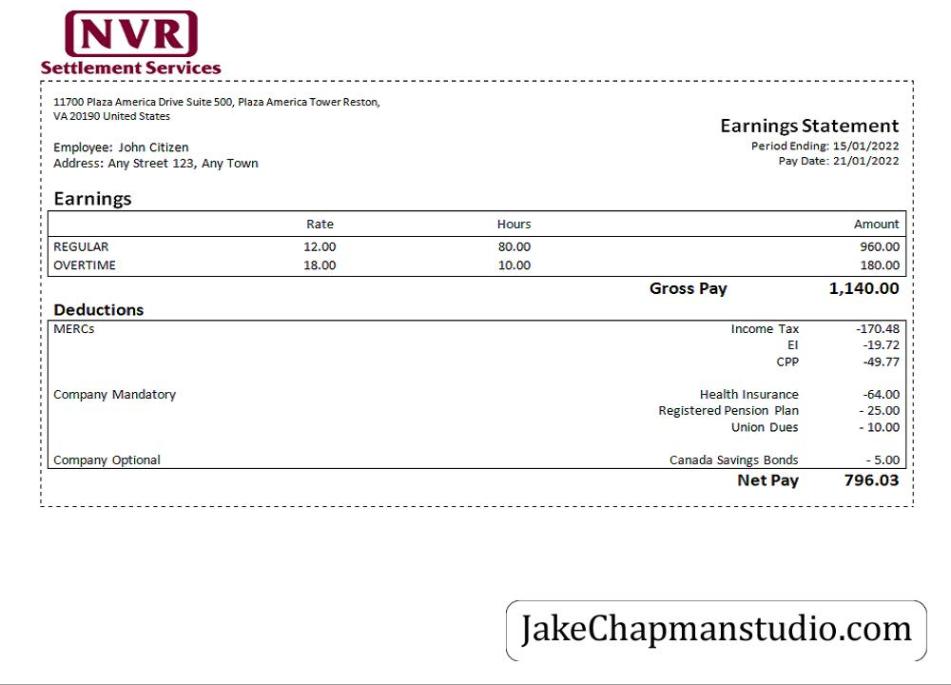 NVR
Settlement Services
11700 Plaza America Drive Suite 500, Plaza America Tower Reston,
VA 20190 United States
Earnings Statement
Employee: John Citizen
Period Ending: 15/01/2022
Address: Any Street 123, Any Town
Pay Date: 21/01/2022
Earnings
Rate Hours Amount
REGULAR 12.00 80.00 960.00
OVERTIME 18.00 10.00 180.00
Gross Pay 1,140.00
Deductions
MERCs Income Tax -170.48
EI -19.72
CPP -49.77
Company Mandatory Health Insurance -64.00
Registered Pension Plan - 25.00
Union Dues - 10.00
Company Optional Canada Savings Bonds - 5.00
Net Pay 796.03
JakeChapmanstudio.com